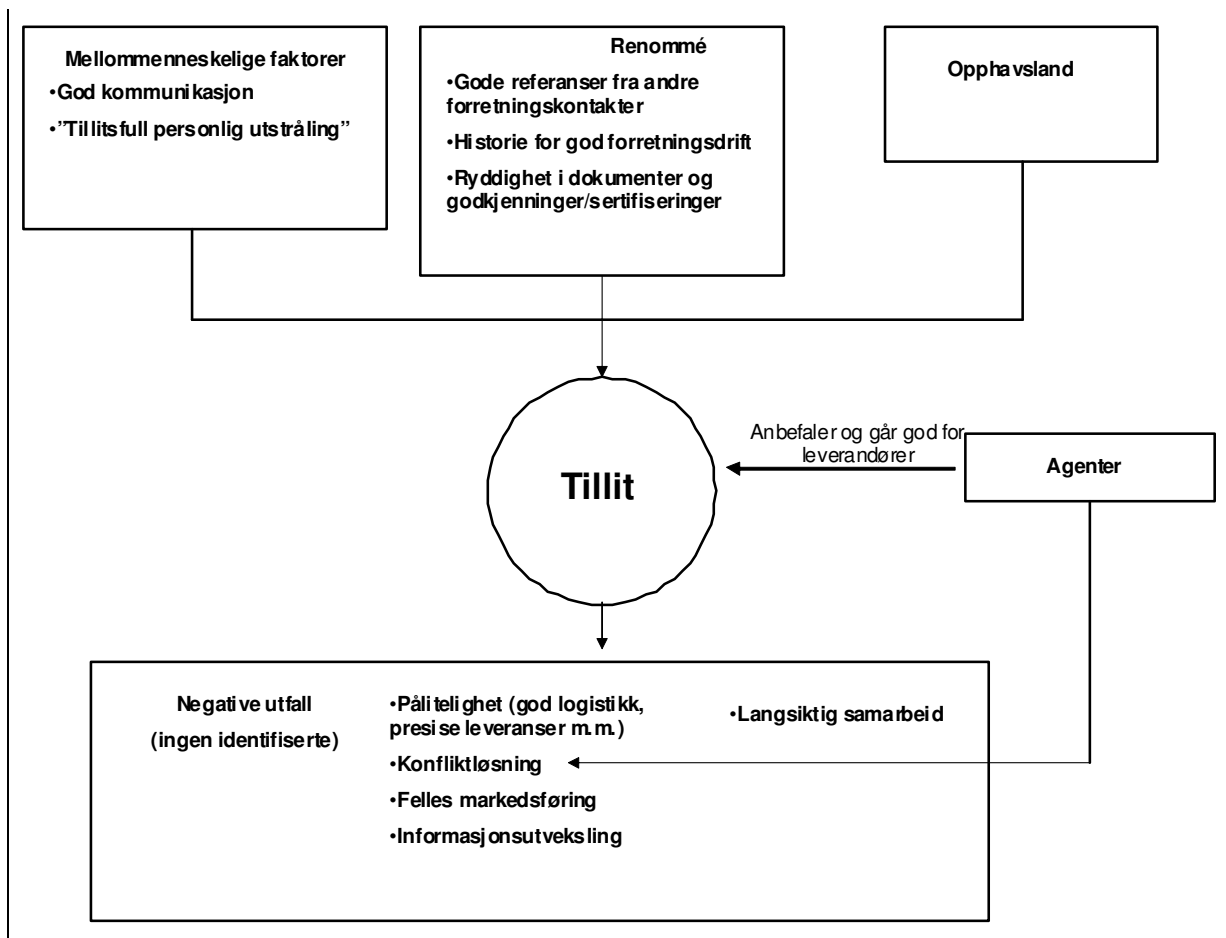 Mellommenneskelige faktorer
•God kommunikasjon
•"Tillitsfull personlig utstråling"
Renommé
•Gode referanser fra andre
forretningskontakter
•Historie for god forretningsdrift
•Ryddighet i dokumenter og
godkjenninger/sertifiseringer
Opphavsland
Tillit
Anbefaler og går god for
leverandører
Agenter
Negative utfall
(ingen identifiserte)
•Pålitelighet (god logistikk,
presise leveranser m.m.)
•Konfliktløsning
•Felles markedsføring
•Informasjonsutveksling
•Langsiktig samarbeid